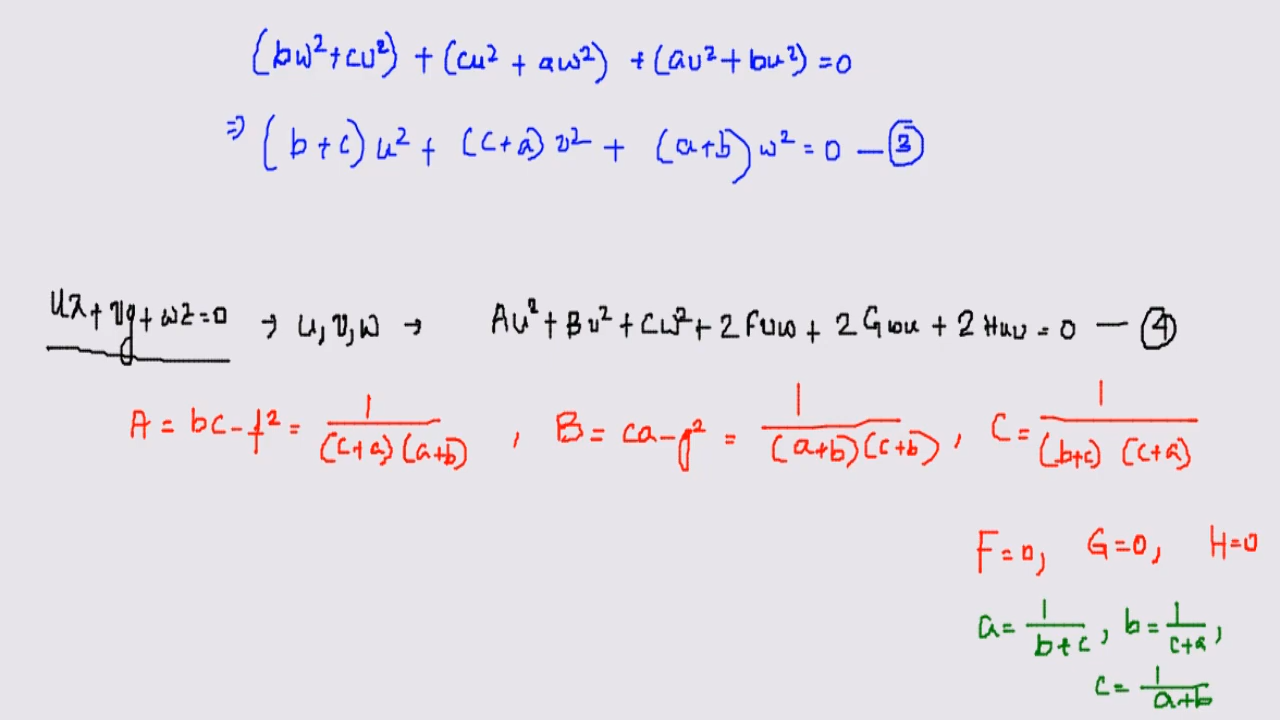 (bw²+cv²) + (cu² + aw²) + (av²+bu²) = 0
⇒ (b+c)u² + (c+a)v² + (a+b)w² = 0 — ③
ux+vy+wz=0 → u,v,w → Au²+Bv²+Cw²+2Fvw+2Gwu+2Huv=0 — ④
A = bc-f² = 1/((c+a)(a+b)) , B = ca-g² = 1/((a+b)(c+b)) , C = 1/((b+c)(c+a))
F=0, G=0, H=0
a = 1/(b+c) , b = 1/(c+a) ,
c = 1/(a+b)